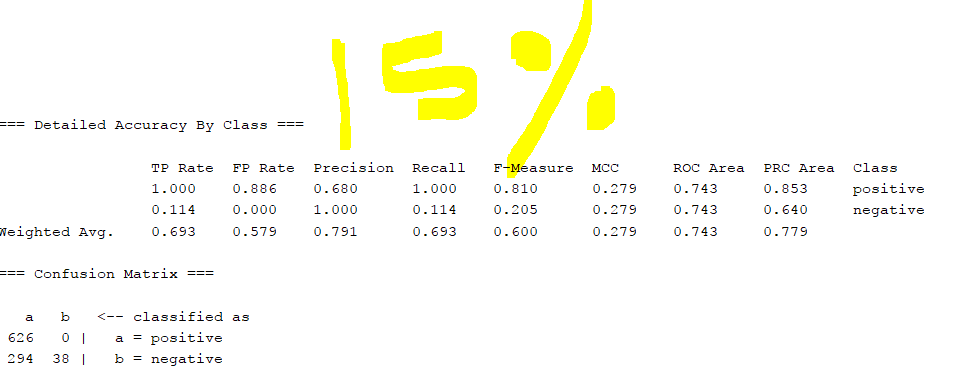 15%
=== Detailed Accuracy By Class ===
TP Rate FP Rate Precision Recall F-Measure MCC ROC Area PRC Area Class
1.000 0.886 0.680 1.000 0.810 0.279 0.743 0.853 positive
0.114 0.000 1.000 0.114 0.205 0.279 0.743 0.640 negative
Weighted Avg. 0.693 0.579 0.791 0.693 0.600 0.279 0.743 0.779
=== Confusion Matrix ===
a b <-- classified as
626 0 | a = positive
294 38 | b = negative